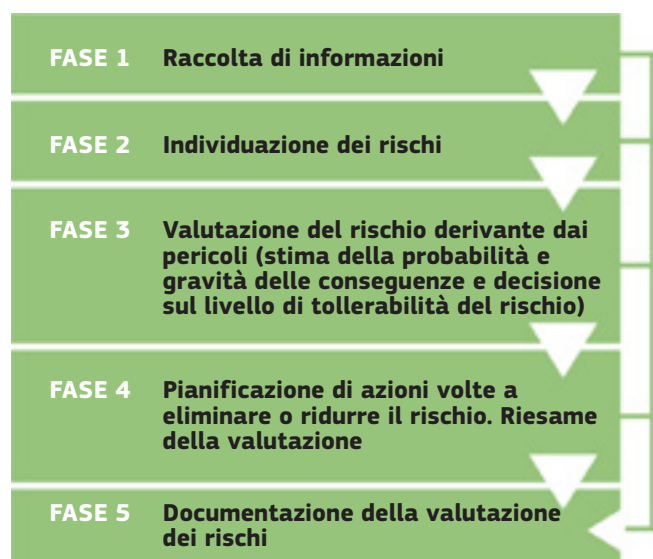 FASE 1 Raccolta di informazioni
FASE 2 Individuazione dei rischi
FASE 3 Valutazione del rischio derivante dai
pericoli (stima della probabilità e
gravità delle conseguenze e decisione
sul livello di tollerabilità del rischio)
FASE 4 Pianificazione di azioni volte a
eliminare o ridurre il rischio. Riesame
della valutazione
FASE 5 Documentazione della valutazione
dei rischi